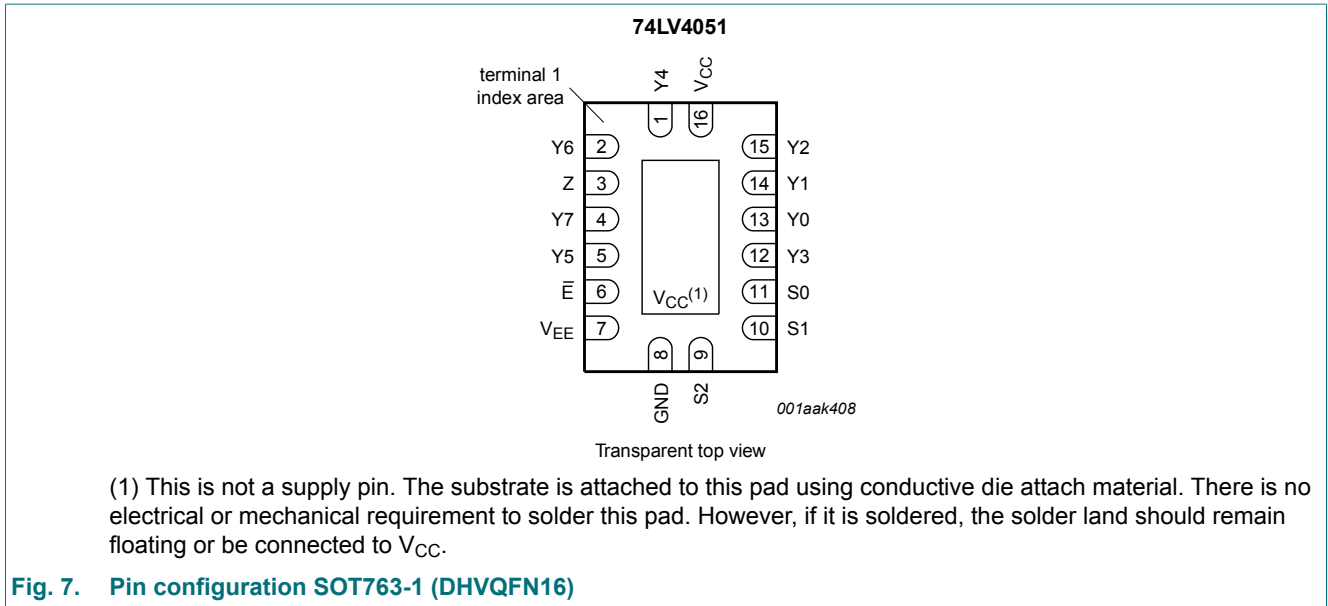 74LV4051
terminal 1
index area
Y4
VCC
1
16
Y6 2
15 Y2
Z 3
14 Y1
Y7 4
13 Y0
Y5 5
12 Y3
E̅ 6
VCC(1)
11 S0
VEE 7
10 S1
8
9
GND
S2
001aak408
Transparent top view
(1) This is not a supply pin. The substrate is attached to this pad using conductive die attach material. There is no
electrical or mechanical requirement to solder this pad. However, if it is soldered, the solder land should remain
floating or be connected to VCC.
Fig. 7. Pin configuration SOT763-1 (DHVQFN16)